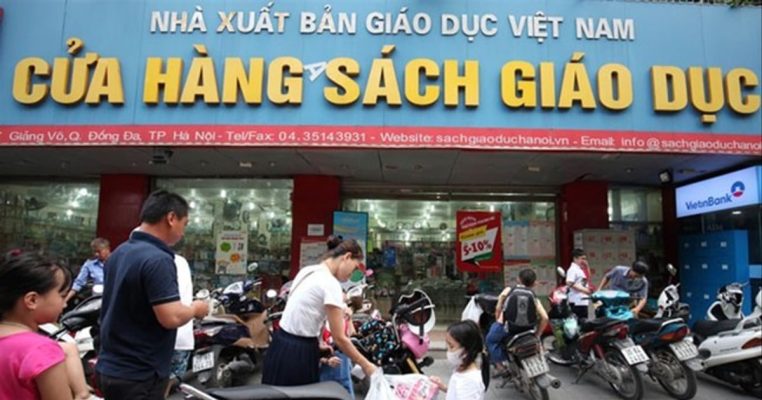 NHÀ XUẤT BẢN GIÁO DỤC VIỆT NAM
CỬA HÀNG SÁCH GIÁO DỤC
Giảng Võ, Q. Đống Đa, TP Hà Nội - Tel/Fax: 04.35143931 - Website: sachgiaoduchanoi.vn - Email: info@sachgiaoduchanoi
VietinBank
5-10%